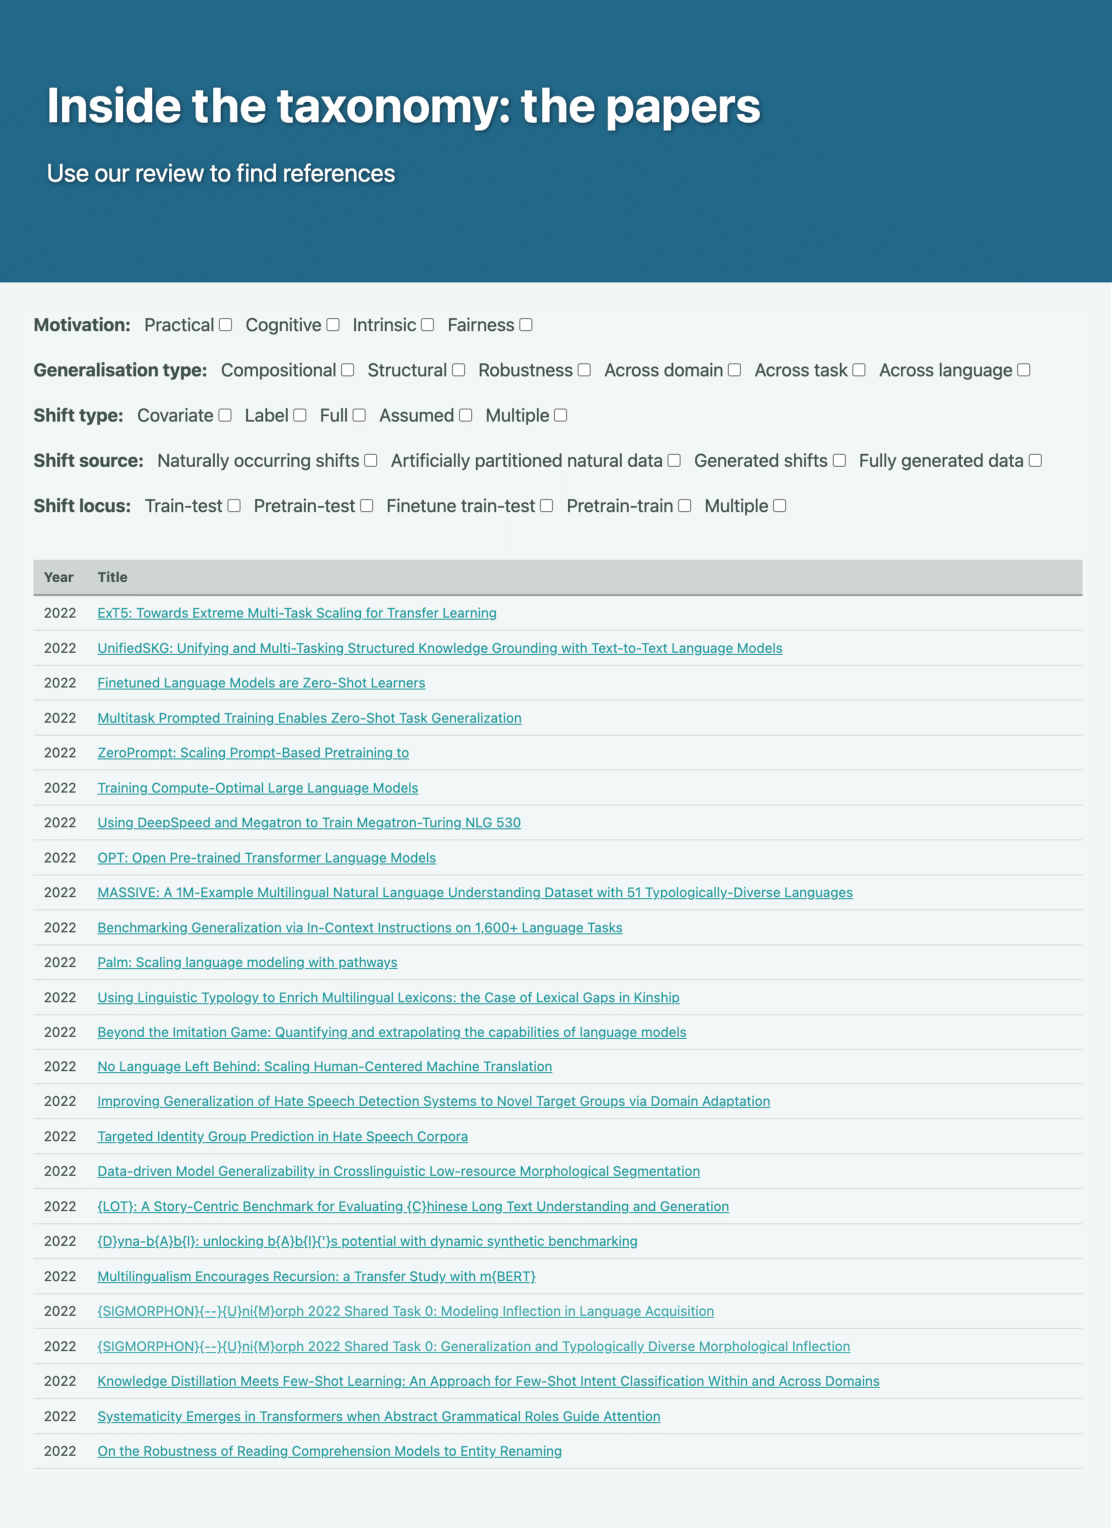 Inside the taxonomy: the papers
Use our review to find references
Motivation: Practical Cognitive Intrinsic Fairness
Generalisation type: Compositional Structural Robustness Across domain Across task Across language
Shift type: Covariate Label Full Assumed Multiple
Shift source: Naturally occurring shifts Artificially partitioned natural data Generated shifts Fully generated data
Shift locus: Train-test Pretrain-test Finetune train-test Pretrain-train Multiple
Year Title
2022 ExT5: Towards Extreme Multi-Task Scaling for Transfer Learning
2022 UnifiedSKG: Unifying and Multi-Tasking Structured Knowledge Grounding with Text-to-Text Language Models
2022 Finetuned Language Models are Zero-Shot Learners
2022 Multitask Prompted Training Enables Zero-Shot Task Generalization
2022 ZeroPrompt: Scaling Prompt-Based Pretraining to
2022 Training Compute-Optimal Large Language Models
2022 Using DeepSpeed and Megatron to Train Megatron-Turing NLG 530
2022 OPT: Open Pre-trained Transformer Language Models
2022 MASSIVE: A 1M-Example Multilingual Natural Language Understanding Dataset with 51 Typologically-Diverse Languages
2022 Benchmarking Generalization via In-Context Instructions on 1,600+ Language Tasks
2022 Palm: Scaling language modeling with pathways
2022 Using Linguistic Typology to Enrich Multilingual Lexicons: the Case of Lexical Gaps in Kinship
2022 Beyond the Imitation Game: Quantifying and extrapolating the capabilities of language models
2022 No Language Left Behind: Scaling Human-Centered Machine Translation
2022 Improving Generalization of Hate Speech Detection Systems to Novel Target Groups via Domain Adaptation
2022 Targeted Identity Group Prediction in Hate Speech Corpora
2022 Data-driven Model Generalizability in Crosslinguistic Low-resource Morphological Segmentation
2022 {LOT}: A Story-Centric Benchmark for Evaluating {C}hinese Long Text Understanding and Generation
2022 {D}yna-b{A}b{I}: unlocking b{A}b{I}{'}s potential with dynamic synthetic benchmarking
2022 Multilingualism Encourages Recursion: a Transfer Study with m{BERT}
2022 {SIGMORPHON}{--}{U}ni{M}orph 2022 Shared Task 0: Modeling Inflection in Language Acquisition
2022 {SIGMORPHON}{--}{U}ni{M}orph 2022 Shared Task 0: Generalization and Typologically Diverse Morphological Inflection
2022 Knowledge Distillation Meets Few-Shot Learning: An Approach for Few-Shot Intent Classification Within and Across Domains
2022 Systematicity Emerges in Transformers when Abstract Grammatical Roles Guide Attention
2022 On the Robustness of Reading Comprehension Models to Entity Renaming